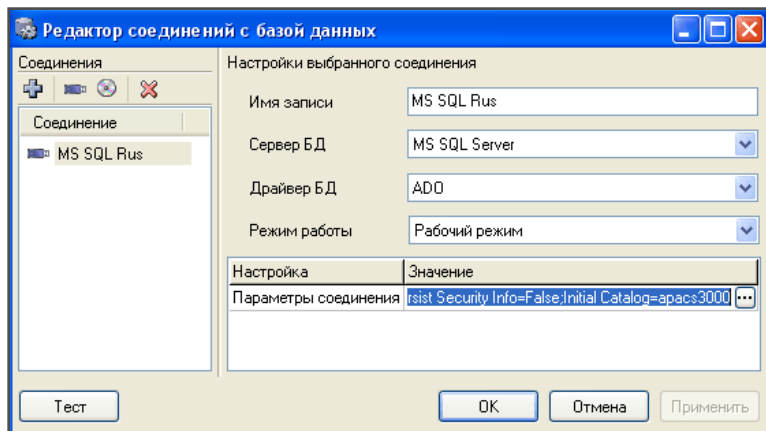 Редактор соединений с базой данных
Соединения
Соединение
MS SQL Rus
Настройки выбранного соединения
Имя записи MS SQL Rus
Сервер БД MS SQL Server
Драйвер БД ADO
Режим работы Рабочий режим
Настройка Значение
Параметры соединения rsist Security Info=False;Initial Catalog=apacs3000 ...
Тест OK Отмена Применить